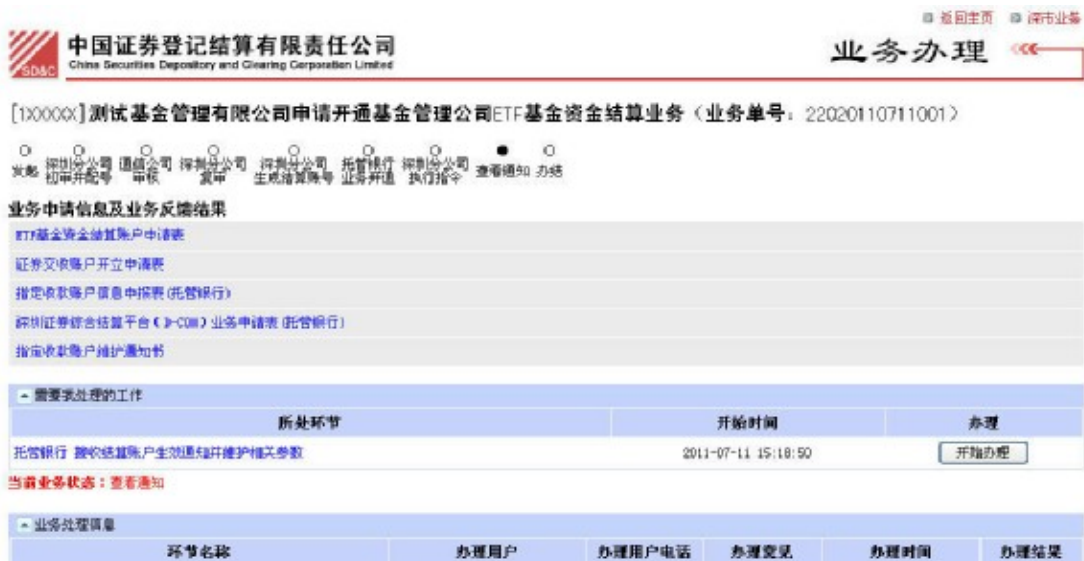 返回主页 深市业务
SD&C
中国证券登记结算有限责任公司
China Securities Depository and Clearing Corporation Limited
业务办理
[1XXXXX]测试基金管理有限公司申请开通基金管理公司ETF基金资金结算业务（业务单号：22020110711001）
发起 深圳分公司初审并配号 通信公司审核 深圳分公司复审 深圳分公司生成结算账号 托管银行业务开通 深圳分公司执行指令 查看通知 办结
业务申请信息及业务反馈结果
ETF基金资金结算账户申请表
证券交收账户开立申请表
指定收款账户信息申报表(托管银行)
深圳证券综合结算平台(D-COM)业务申请表(托管银行)
指定收款账户维护通知书
需要我处理的工作
所处环节 开始时间 办理
托管银行 接收结算账户生效通知并维护相关参数 2011-07-11 15:18:50 开始办理
当前业务状态：查看通知
业务处理信息
环节名称 办理用户 办理用户电话 办理意见 办理时间 办理结果